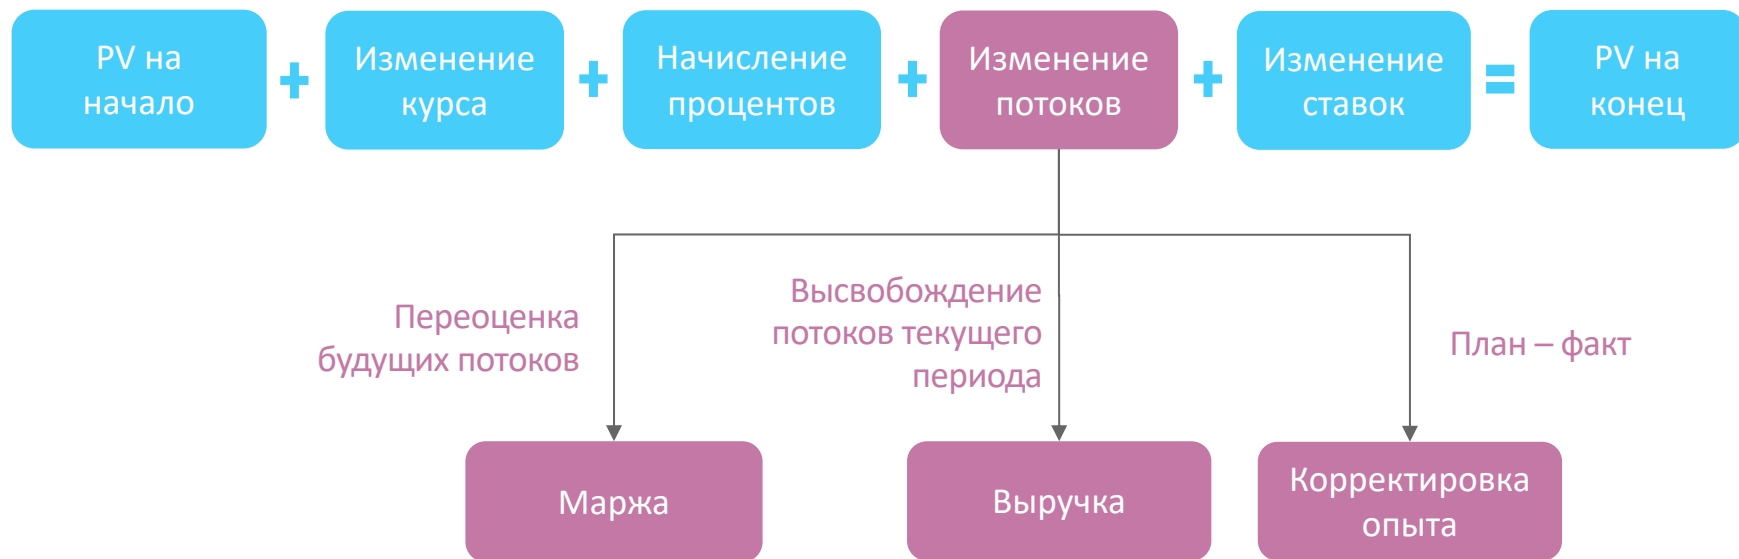 PV на
начало
+
Изменение
курса
+
Начисление
процентов
+
Изменение
потоков
+
Изменение
ставок
=
PV на
конец
Переоценка
будущих потоков
Высвобождение
потоков текущего
периода
План – факт
Маржа
Выручка
Корректировка
опыта